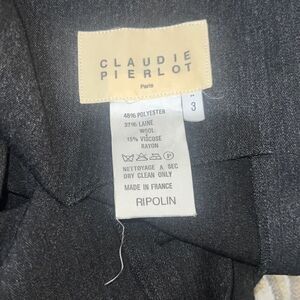 CLAUDIE
PIERLOT
Paris
3
48% POLYESTER
37% LAINE
WOOL
15% VISCOSE
RAYON
NETTOYAGE A SEC
DRY CLEAN ONLY
MADE IN FRANCE
RIPOLIN